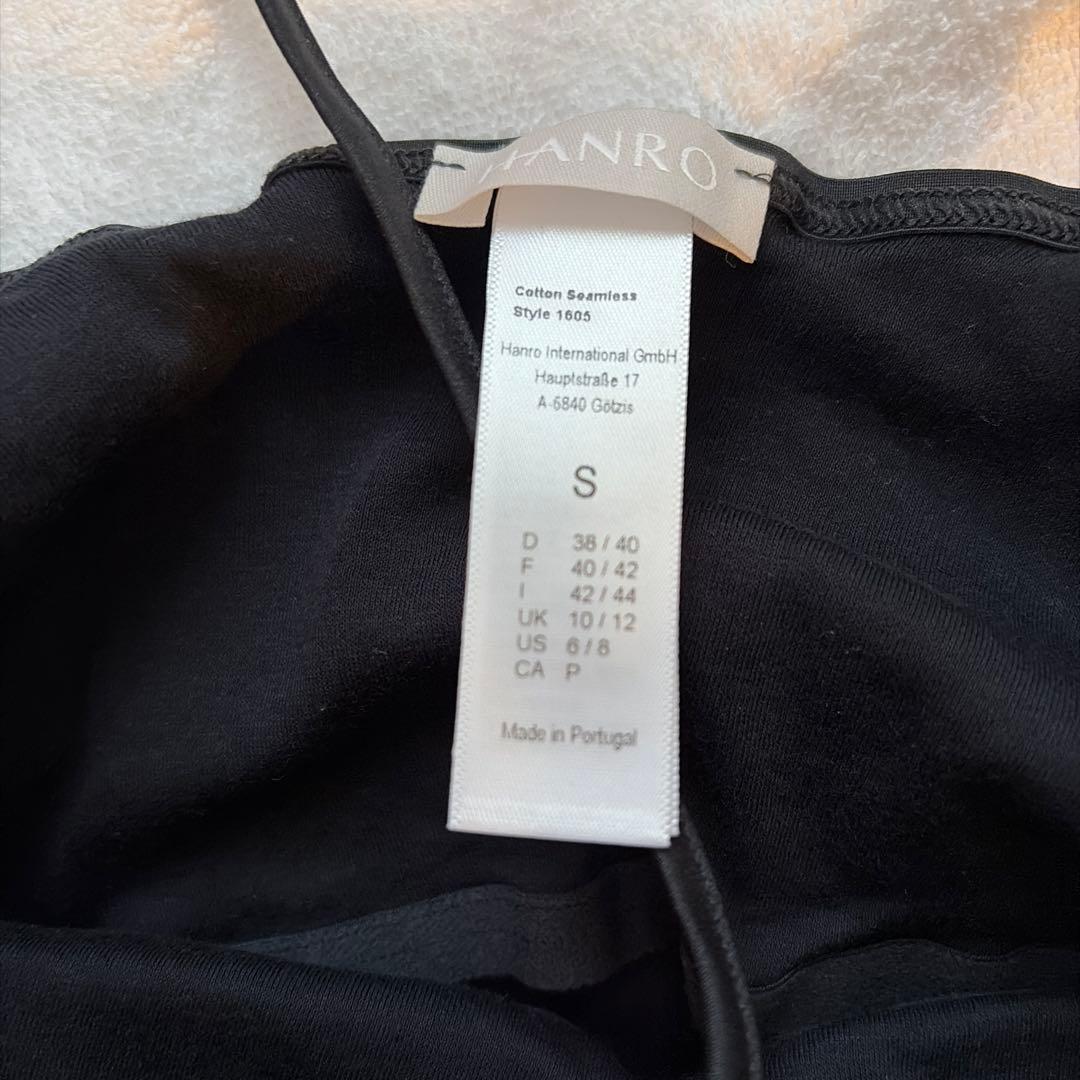 HANRO
Cotton Seamless
Style 1605
Hanro International GmbH
Hauptstraße 17
A-6840 Götzis
S
D 38 / 40
F 40 / 42
I 42 / 44
UK 10 / 12
US 6 / 8
CA P
Made in Portugal